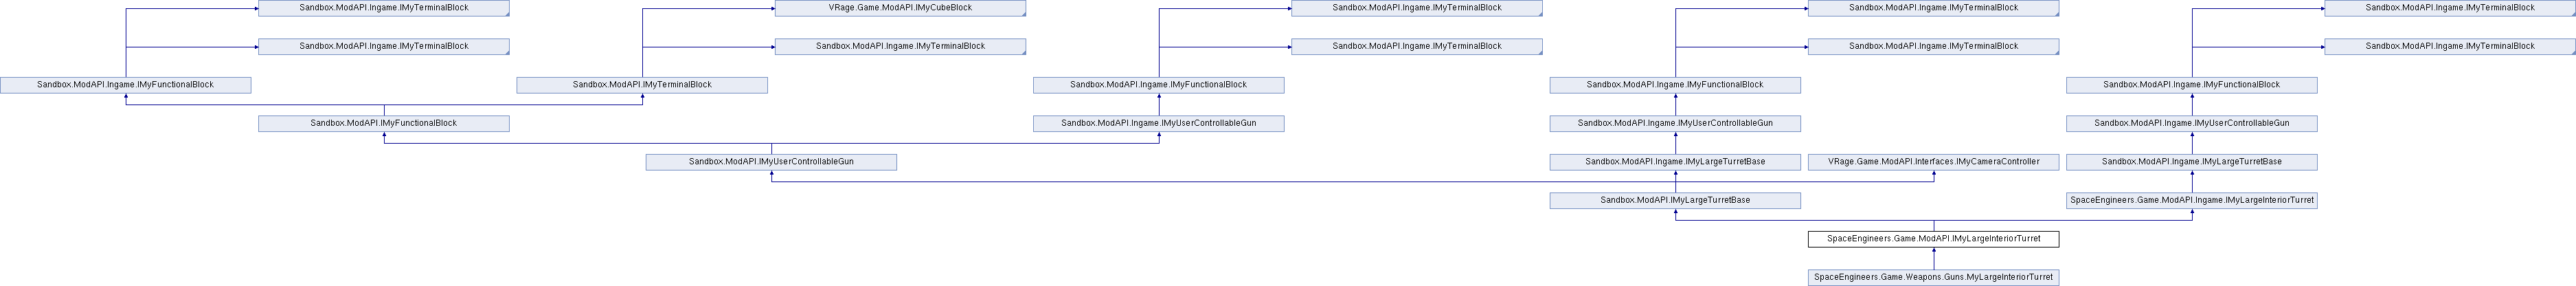 Sandbox.ModAPI.Ingame.IMyTerminalBlock
VRage.Game.ModAPI.IMyCubeBlock
Sandbox.ModAPI.Ingame.IMyTerminalBlock
Sandbox.ModAPI.Ingame.IMyTerminalBlock
Sandbox.ModAPI.Ingame.IMyTerminalBlock
Sandbox.ModAPI.Ingame.IMyTerminalBlock
Sandbox.ModAPI.Ingame.IMyTerminalBlock
Sandbox.ModAPI.Ingame.IMyTerminalBlock
Sandbox.ModAPI.Ingame.IMyTerminalBlock
Sandbox.ModAPI.Ingame.IMyTerminalBlock
Sandbox.ModAPI.Ingame.IMyFunctionalBlock
Sandbox.ModAPI.IMyTerminalBlock
Sandbox.ModAPI.Ingame.IMyFunctionalBlock
Sandbox.ModAPI.Ingame.IMyFunctionalBlock
Sandbox.ModAPI.Ingame.IMyFunctionalBlock
Sandbox.ModAPI.IMyFunctionalBlock
Sandbox.ModAPI.Ingame.IMyUserControllableGun
Sandbox.ModAPI.Ingame.IMyUserControllableGun
Sandbox.ModAPI.Ingame.IMyUserControllableGun
Sandbox.ModAPI.IMyUserControllableGun
Sandbox.ModAPI.Ingame.IMyLargeTurretBase
VRage.Game.ModAPI.Interfaces.IMyCameraController
Sandbox.ModAPI.Ingame.IMyLargeTurretBase
Sandbox.ModAPI.IMyLargeTurretBase
SpaceEngineers.Game.ModAPI.Ingame.IMyLargeInteriorTurret
SpaceEngineers.Game.ModAPI.IMyLargeInteriorTurret
SpaceEngineers.Game.Weapons.Guns.MyLargeInteriorTurret